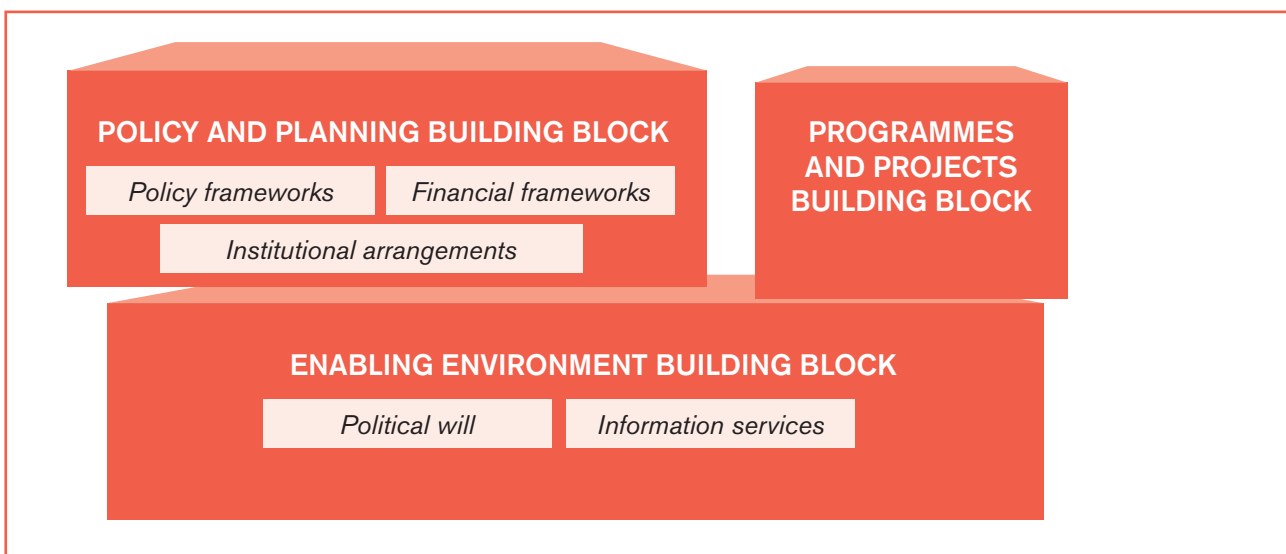 POLICY AND PLANNING BUILDING BLOCK
Policy frameworks
Financial frameworks
Institutional arrangements
PROGRAMMES
AND PROJECTS
BUILDING BLOCK
ENABLING ENVIRONMENT BUILDING BLOCK
Political will
Information services